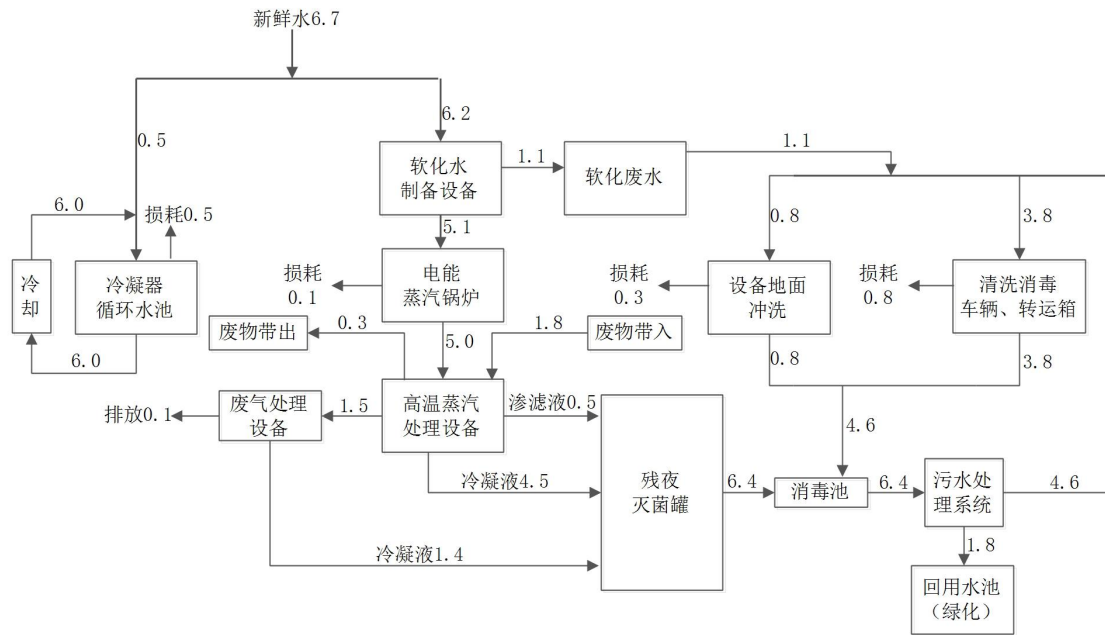 新鲜水6.7
6.2
0.5
软化水
制备设备
1.1
软化废水
1.1
6.0
损耗0.5
5.1
0.8
3.8
冷
却
冷凝器
循环水池
损耗
0.1
电能
蒸汽锅炉
损耗
0.3
设备地面
冲洗
损耗
0.8
清洗消毒
车辆、转运箱
废物带出
0.3
5.0
1.8
废物带入
6.0
0.8
3.8
排放0.1
废气处理
设备
1.5
高温蒸汽
处理设备
渗滤液0.5
4.6
冷凝液4.5
残夜
灭菌罐
6.4
消毒池
6.4
污水处
理系统
4.6
冷凝液1.4
1.8
回用水池
（绿化）